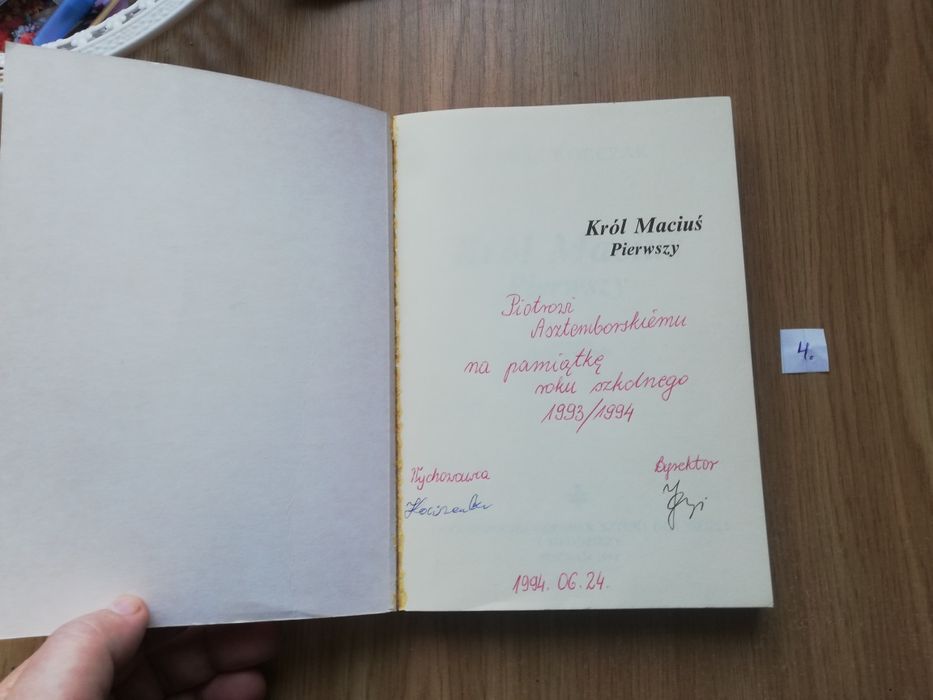 Król Maciuś
Pierwszy
Piotrowi
Asztemborskiemu
na pamiątkę
roku szkolnego
1993/1994
Wychowawca
Dyrektor
1994. 06. 24.
4.